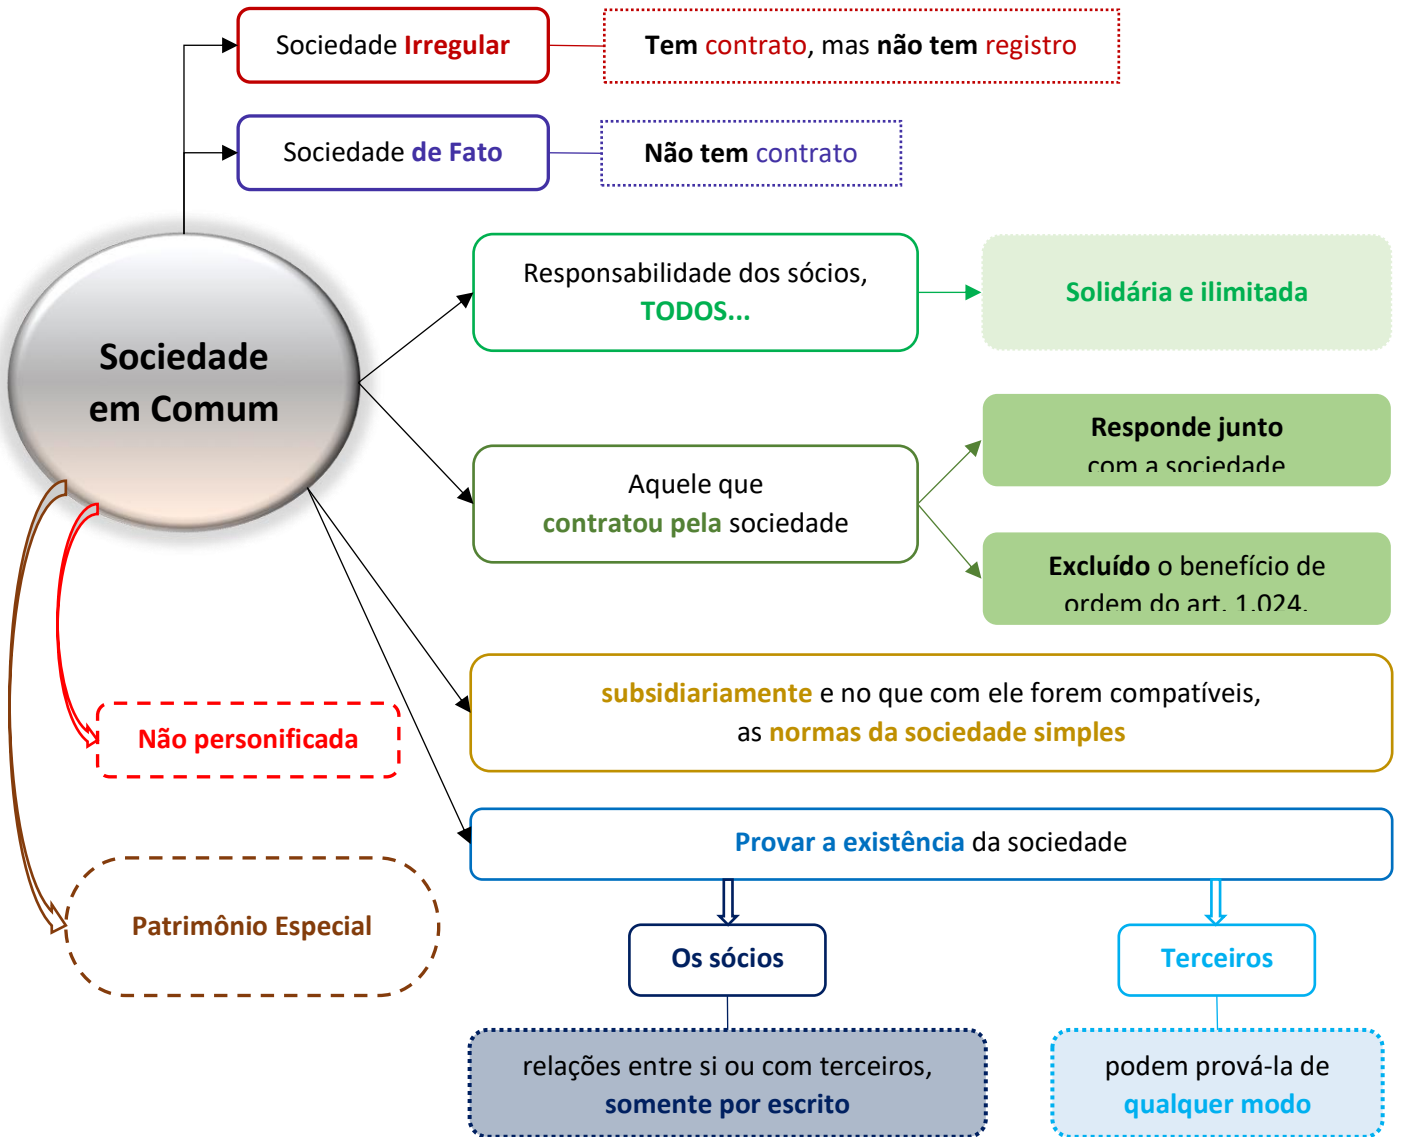 Sociedade Irregular
Tem contrato, mas não tem registro
Sociedade de Fato
Não tem contrato
Sociedade
em Comum
Responsabilidade dos sócios,
TODOS...
Solidária e ilimitada
Aquele que
contratou pela sociedade
Responde junto
com a sociedade
Excluído o benefício de
ordem do art. 1.024.
subsidiariamente e no que com ele forem compatíveis,
as normas da sociedade simples
Não personificada
Provar a existência da sociedade
Patrimônio Especial
Os sócios
Terceiros
relações entre si ou com terceiros,
somente por escrito
podem prová-la de
qualquer modo